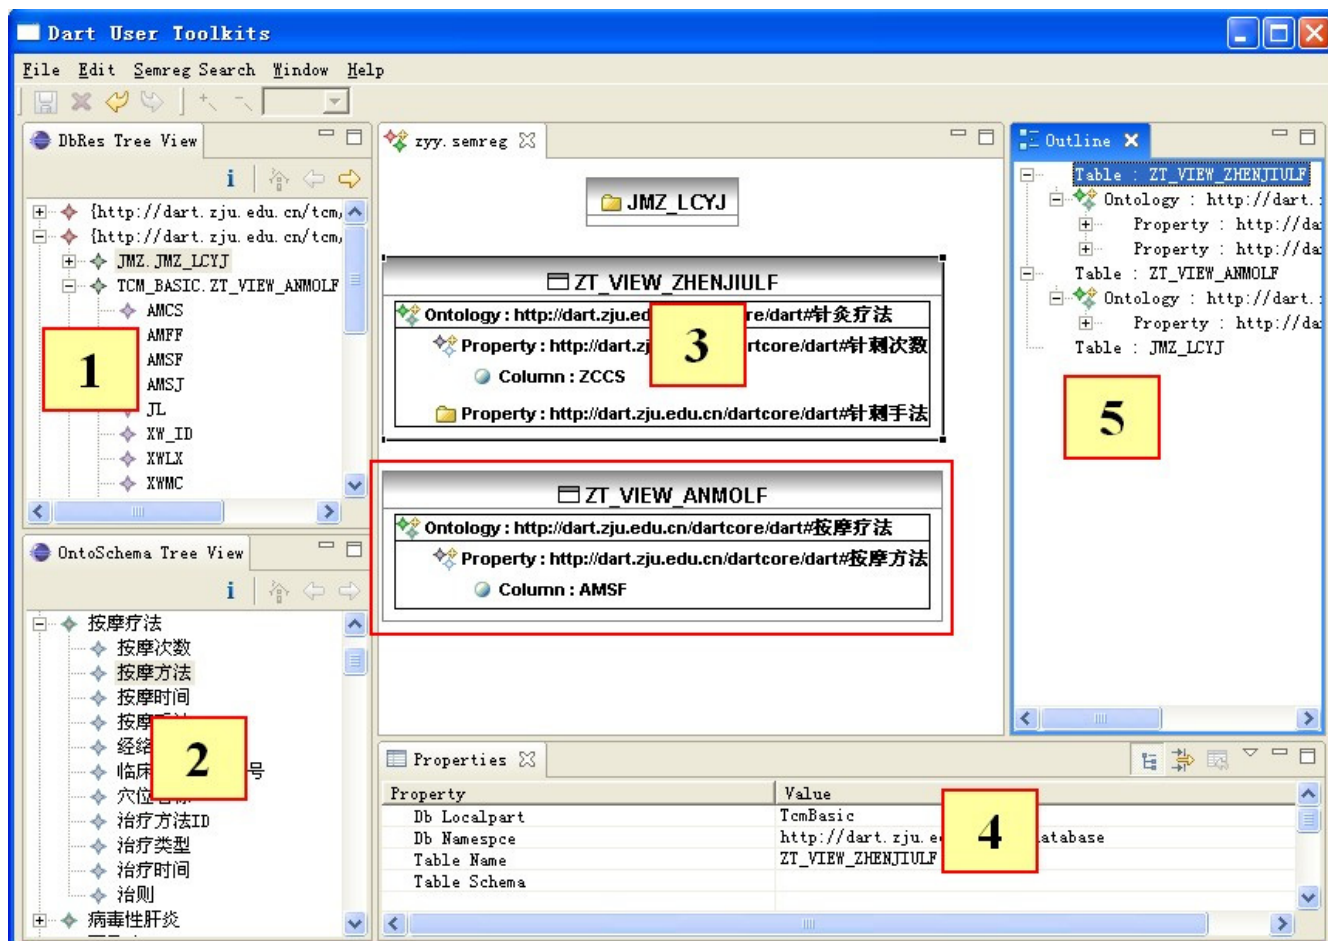 Dart User Toolkits
File Edit Semreg Search Window Help
DbRes Tree View
{http://dart.zju.edu.cn/tcm,
{http://dart.zju.edu.cn/tcm,
JMZ.JMZ_LCYJ
TCM_BASIC.ZT_VIEW_ANMOLF
AMCS
AMFF
AMSF
AMSJ
JL
XW_ID
XWLX
XWMC
1
OntoSchema Tree View
按摩疗法
按摩次数
按摩方法
按摩时间
按摩
经络
临床 号
穴位
治疗方法ID
治疗类型
治疗时间
治则
病毒性肝炎
2
zyy.semreg
JMZ_LCYJ
ZT_VIEW_ZHENJIULF
Ontology : http://dart.zju.ed re/dart#针灸疗法
Property : http://dart.zj rtcore/dart#针刺次数
Column : ZCCS
Property : http://dart.zju.edu.cn/dartcore/dart#针刺手法
3
ZT_VIEW_ANMOLF
Ontology : http://dart.zju.edu.cn/dartcore/dart#按摩疗法
Property : http://dart.zju.edu.cn/dartcore/dart#按摩方法
Column : AMSF
Properties
Property Value
Db Localpart TcmBasic
Db Namespce http://dart.zju.e atabase
Table Name ZT_VIEW_ZHENJIULF
Table Schema
4
Outline
Table : ZT_VIEW_ZHENJIULF
Ontology : http://dart.
Property : http://da
Property : http://da
Table : ZT_VIEW_ANMOLF
Ontology : http://dart.
Property : http://da
Table : JMZ_LCYJ
5